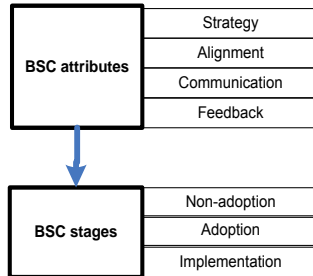 BSC attributes
Strategy
Alignment
Communication
Feedback
BSC stages
Non-adoption
Adoption
Implementation